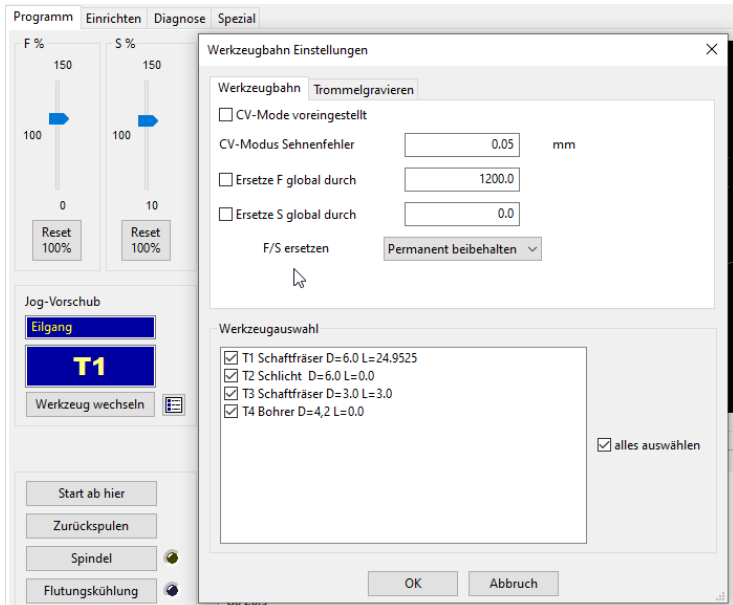 Programm Einrichten Diagnose Spezial
F % S %
150 150
100 100
0 10
Reset 100% Reset 100%
Jog-Vorschub
Eilgang
T1
Werkzeug wechseln
Start ab hier
Zurückspulen
Spindel
Flutungskühlung
Werkzeugbahn Einstellungen
Werkzeugbahn Trommelgravieren
CV-Mode voreingestellt
CV-Modus Sehnenfehler 0.05 mm
Ersetze F global durch 1200.0
Ersetze S global durch 0.0
F/S ersetzen Permanent beibehalten
Werkzeugauswahl
T1 Schaftfräser D=6.0 L=24.9525
T2 Schlicht D=6.0 L=0.0
T3 Schaftfräser D=3.0 L=3.0
T4 Bohrer D=4,2 L=0.0
alles auswählen
OK Abbruch